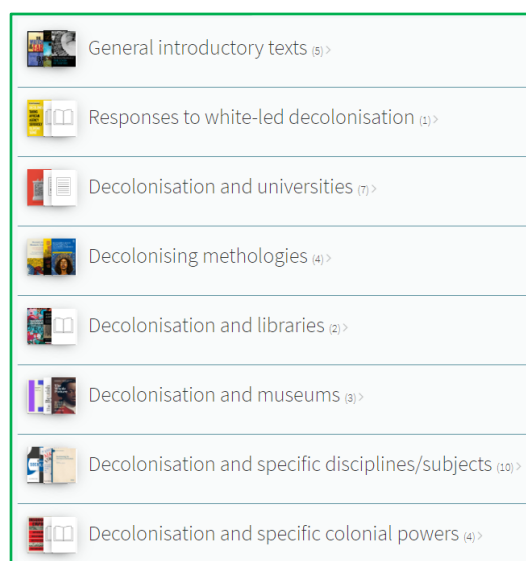 General introductory texts (5) >
Responses to white-led decolonisation (1) >
Decolonisation and universities (7) >
Decolonising methologies (4) >
Decolonisation and libraries (2) >
Decolonisation and museums (3) >
Decolonisation and specific disciplines/subjects (10) >
Decolonisation and specific colonial powers (4) >